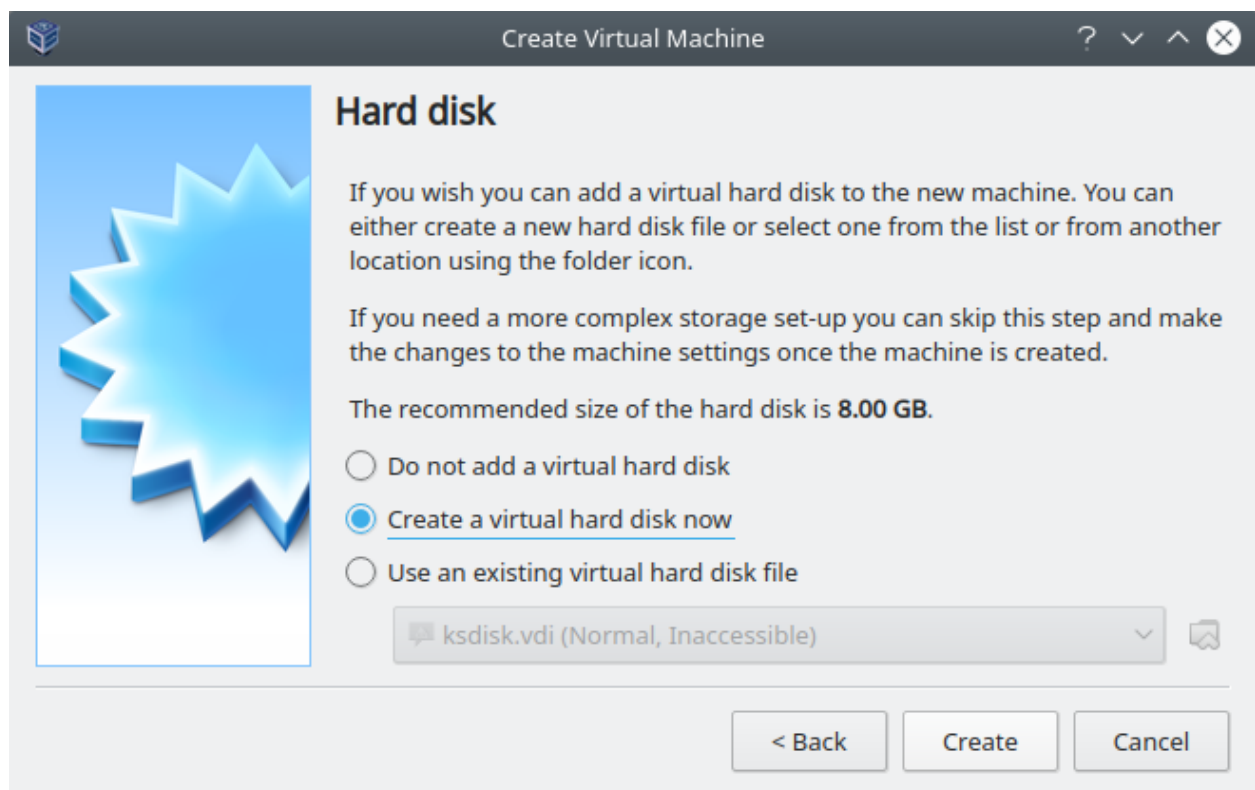 Create Virtual Machine
Hard disk
If you wish you can add a virtual hard disk to the new machine. You can
either create a new hard disk file or select one from the list or from another
location using the folder icon.
If you need a more complex storage set-up you can skip this step and make
the changes to the machine settings once the machine is created.
The recommended size of the hard disk is 8.00 GB.
Do not add a virtual hard disk
Create a virtual hard disk now
Use an existing virtual hard disk file
ksdisk.vdi (Normal, Inaccessible)
< Back
Create
Cancel